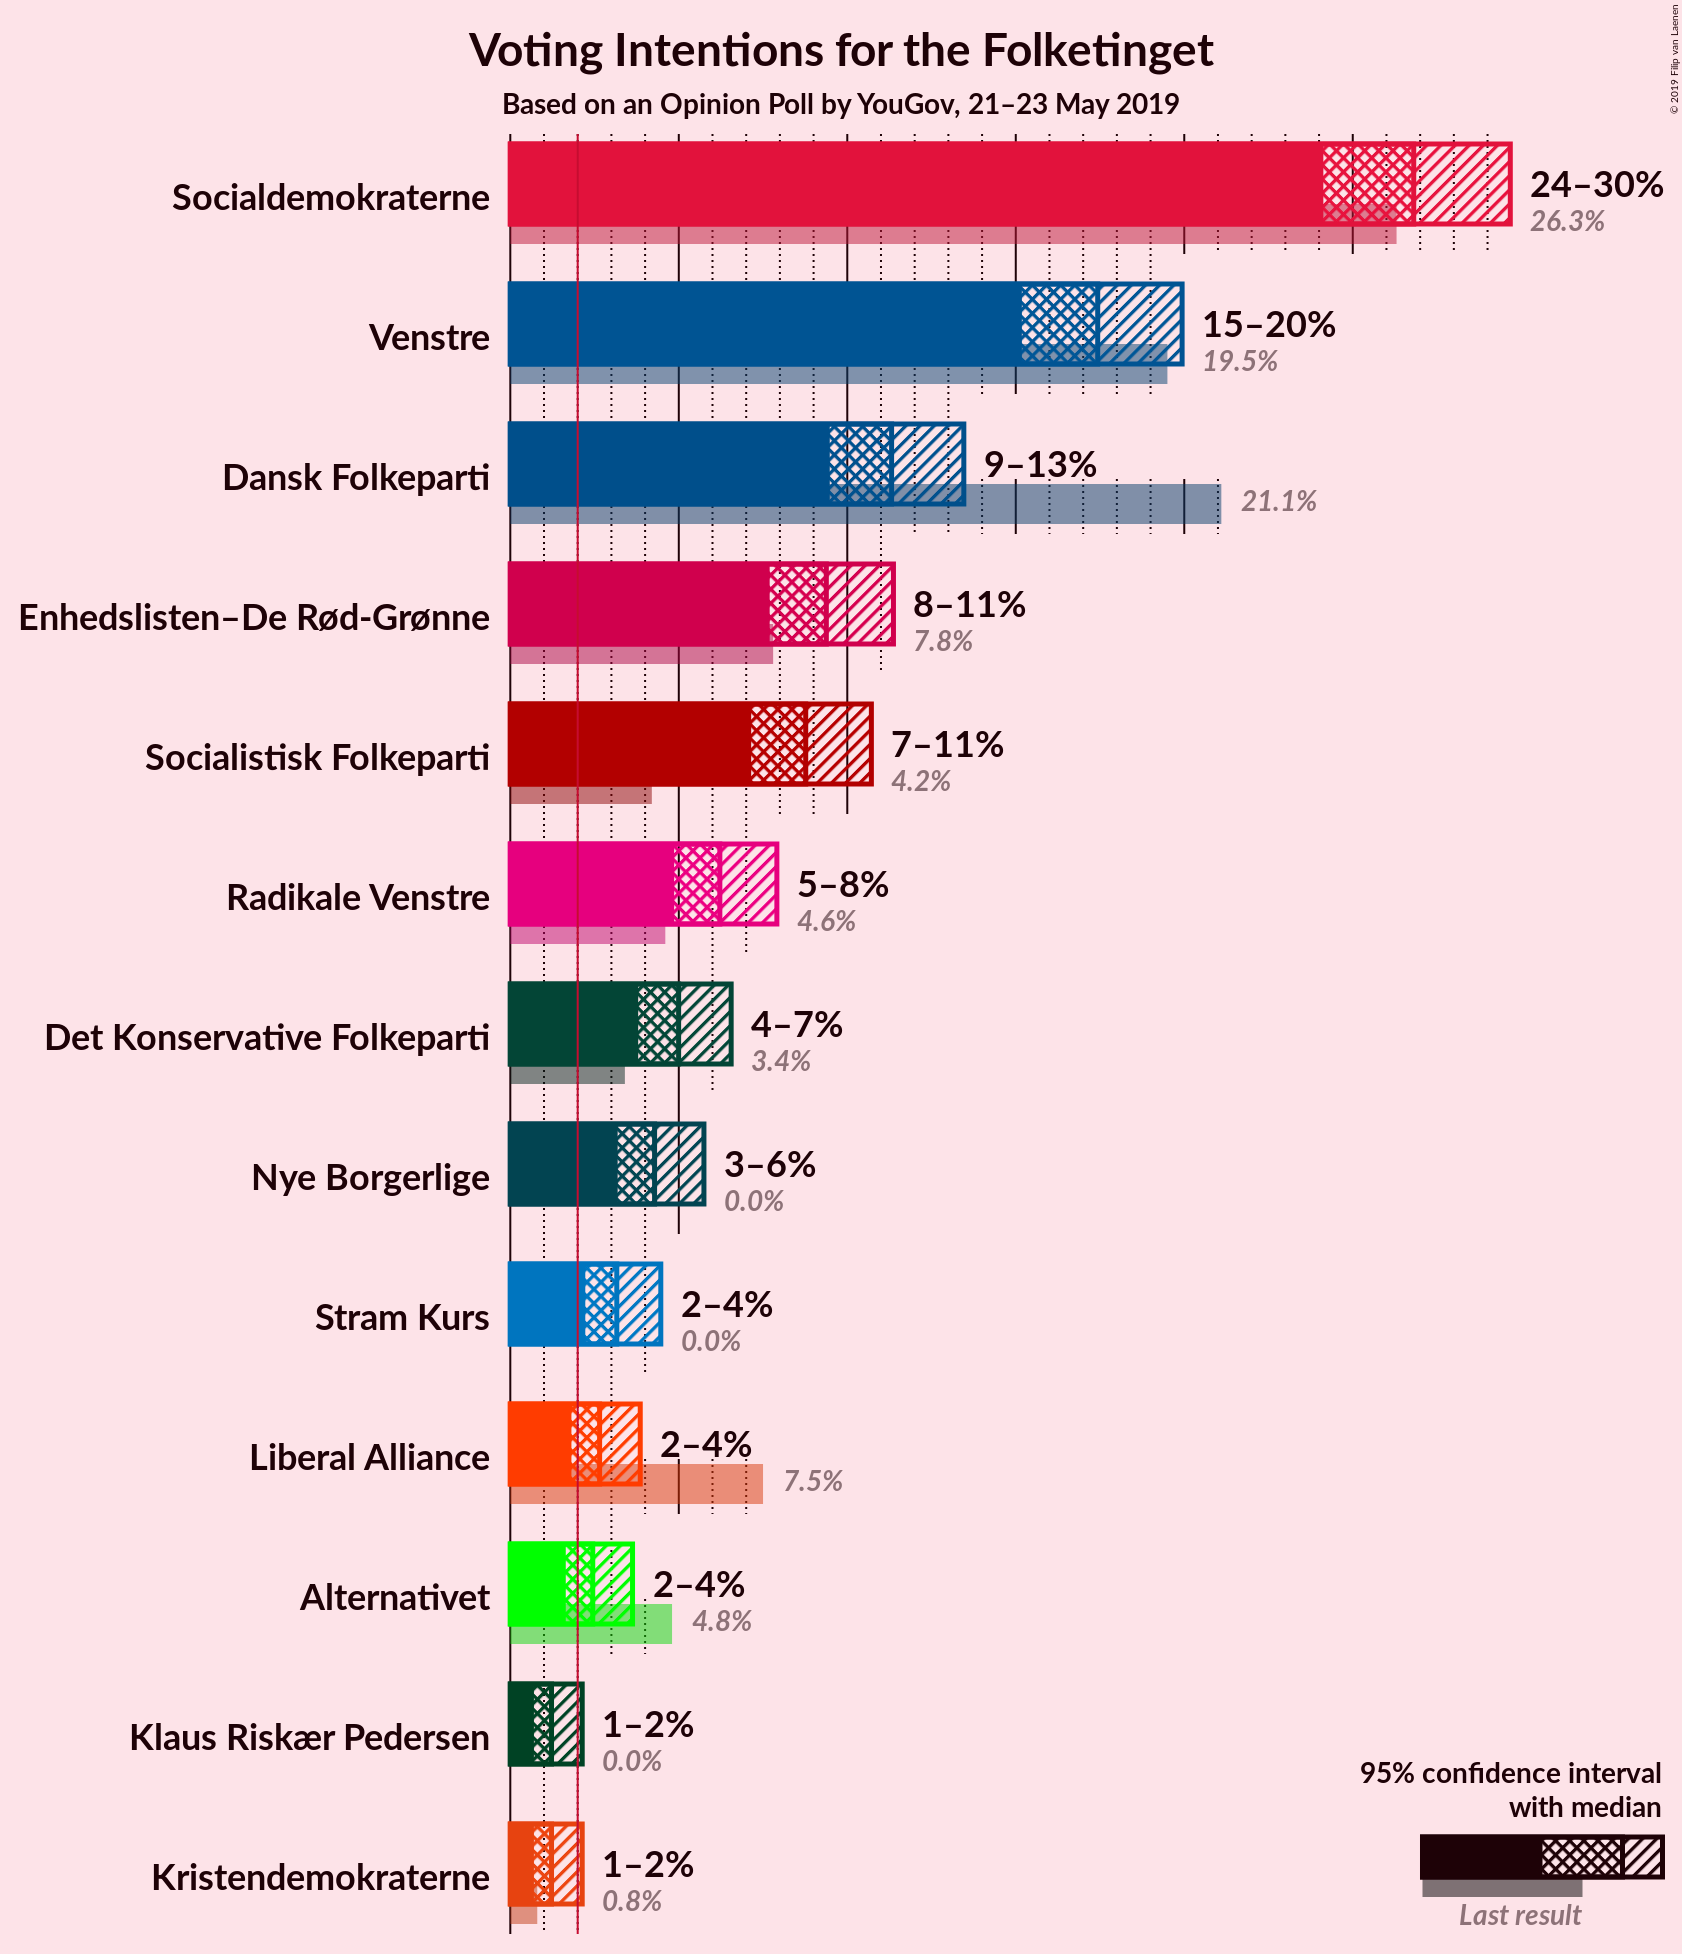 Voting Intentions for the Folketinget
Based on an Opinion Poll by YouGov, 21–23 May 2019
© 2019 Filip van Laenen
Socialdemokraterne
24–30%
26.3%
Venstre
15–20%
19.5%
Dansk Folkeparti
9–13%
21.1%
Enhedslisten–De Rød-Grønne
8–11%
7.8%
Socialistisk Folkeparti
7–11%
4.2%
Radikale Venstre
5–8%
4.6%
Det Konservative Folkeparti
4–7%
3.4%
Nye Borgerlige
3–6%
0.0%
Stram Kurs
2–4%
0.0%
Liberal Alliance
2–4%
7.5%
Alternativet
2–4%
4.8%
Klaus Riskær Pedersen
1–2%
0.0%
Kristendemokraterne
1–2%
0.8%
95% confidence interval
with median
Last result